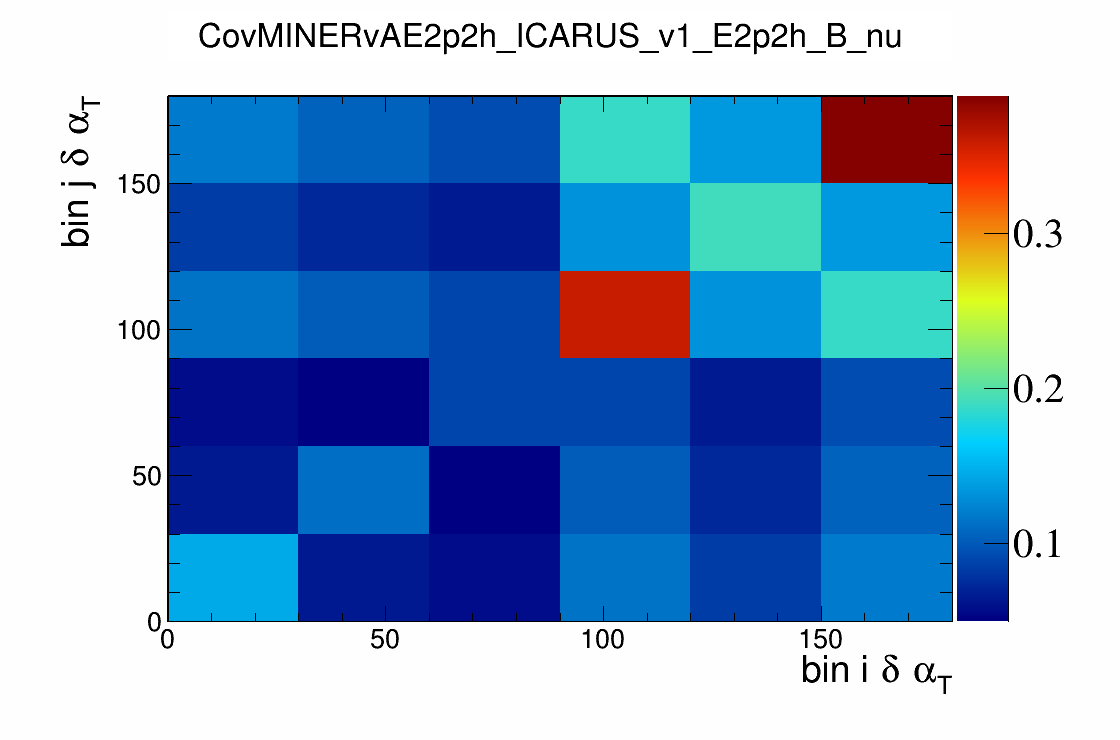 CovMINERvAE2p2h_ICARUS_v1_E2p2h_B_nu
bin j δ α_T
150
100
50
0
0 50 100 150
bin i δ α_T
0.3
0.2
0.1